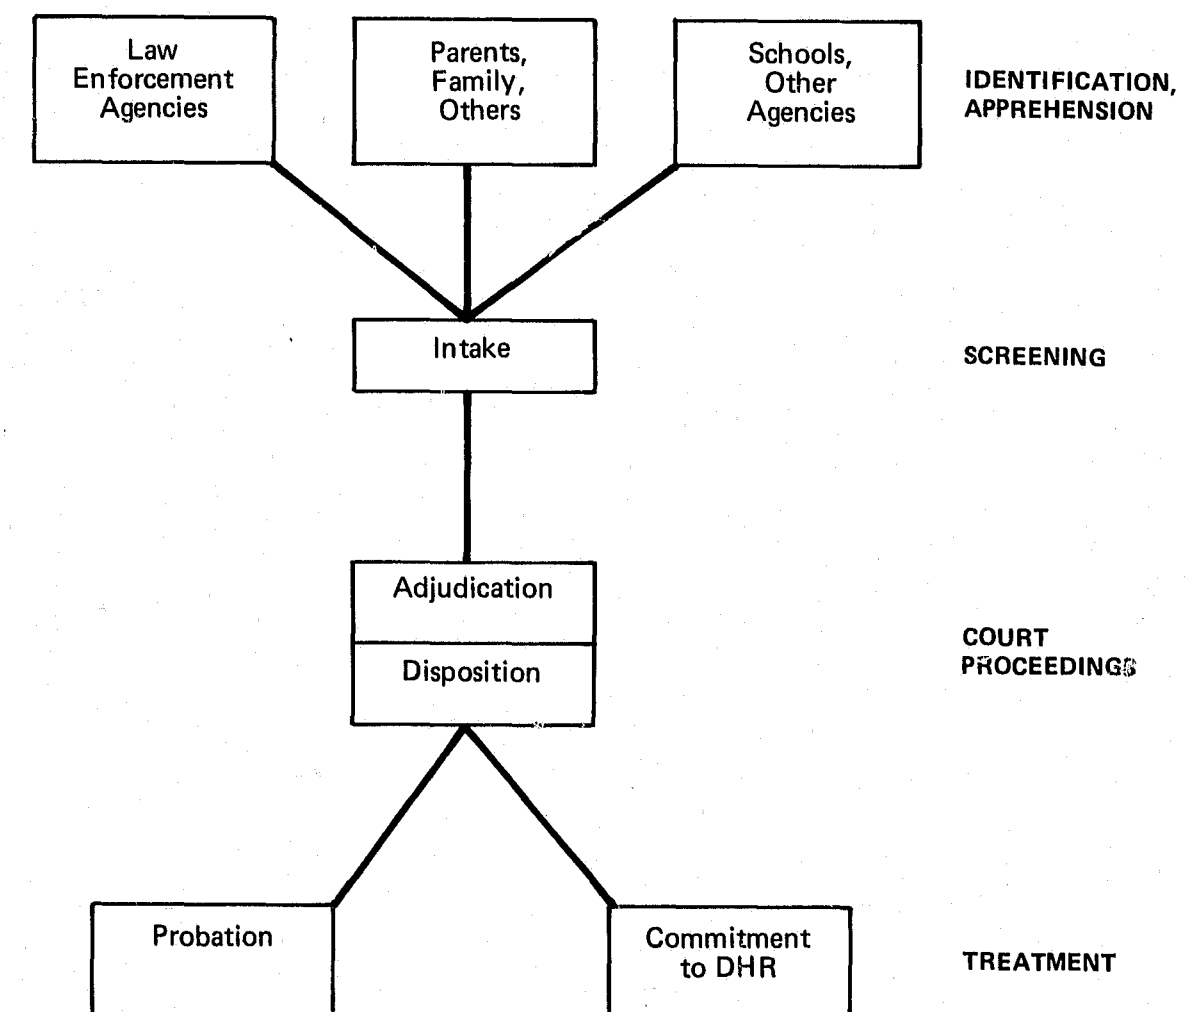 Law
Enforcement
Agencies
Parents,
Family,
Others
Schools,
Other
Agencies
IDENTIFICATION,
APPREHENSION
Intake
SCREENING
Adjudication
Disposition
COURT
PROCEEDINGS
Probation
Commitment
to DHR
TREATMENT